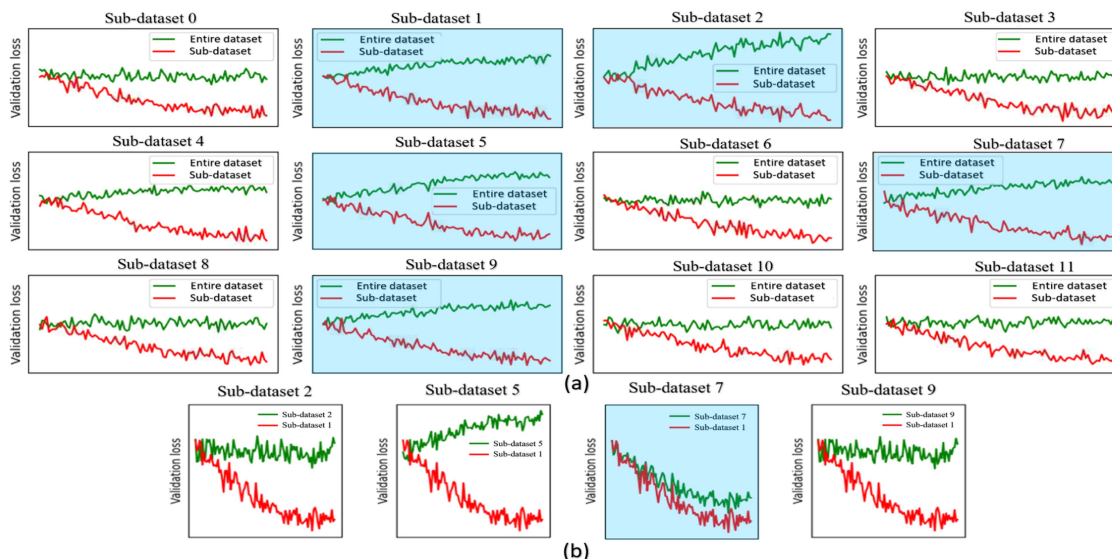 Sub-dataset 0
Sub-dataset 1
Sub-dataset 2
Sub-dataset 3
Validation loss
Entire dataset
Sub-dataset
Validation loss
Entire dataset
Sub-dataset
Validation loss
Entire dataset
Sub-dataset
Validation loss
Entire dataset
Sub-dataset
Sub-dataset 4
Sub-dataset 5
Sub-dataset 6
Sub-dataset 7
Validation loss
Entire dataset
Sub-dataset
Validation loss
Entire dataset
Sub-dataset
Validation loss
Entire dataset
Sub-dataset
Validation loss
Entire dataset
Sub-dataset
Sub-dataset 8
Sub-dataset 9
Sub-dataset 10
Sub-dataset 11
Validation loss
Entire dataset
Sub-dataset
Validation loss
Entire dataset
Sub-dataset
Validation loss
Entire dataset
Sub-dataset
Validation loss
Entire dataset
Sub-dataset
(a)
Sub-dataset 2
Sub-dataset 5
Sub-dataset 7
Sub-dataset 9
Validation loss
Sub-dataset 2
Sub-dataset 1
Validation loss
Sub-dataset 5
Sub-dataset 1
Validation loss
Sub-dataset 7
Sub-dataset 1
Validation loss
Sub-dataset 9
Sub-dataset 1
(b)